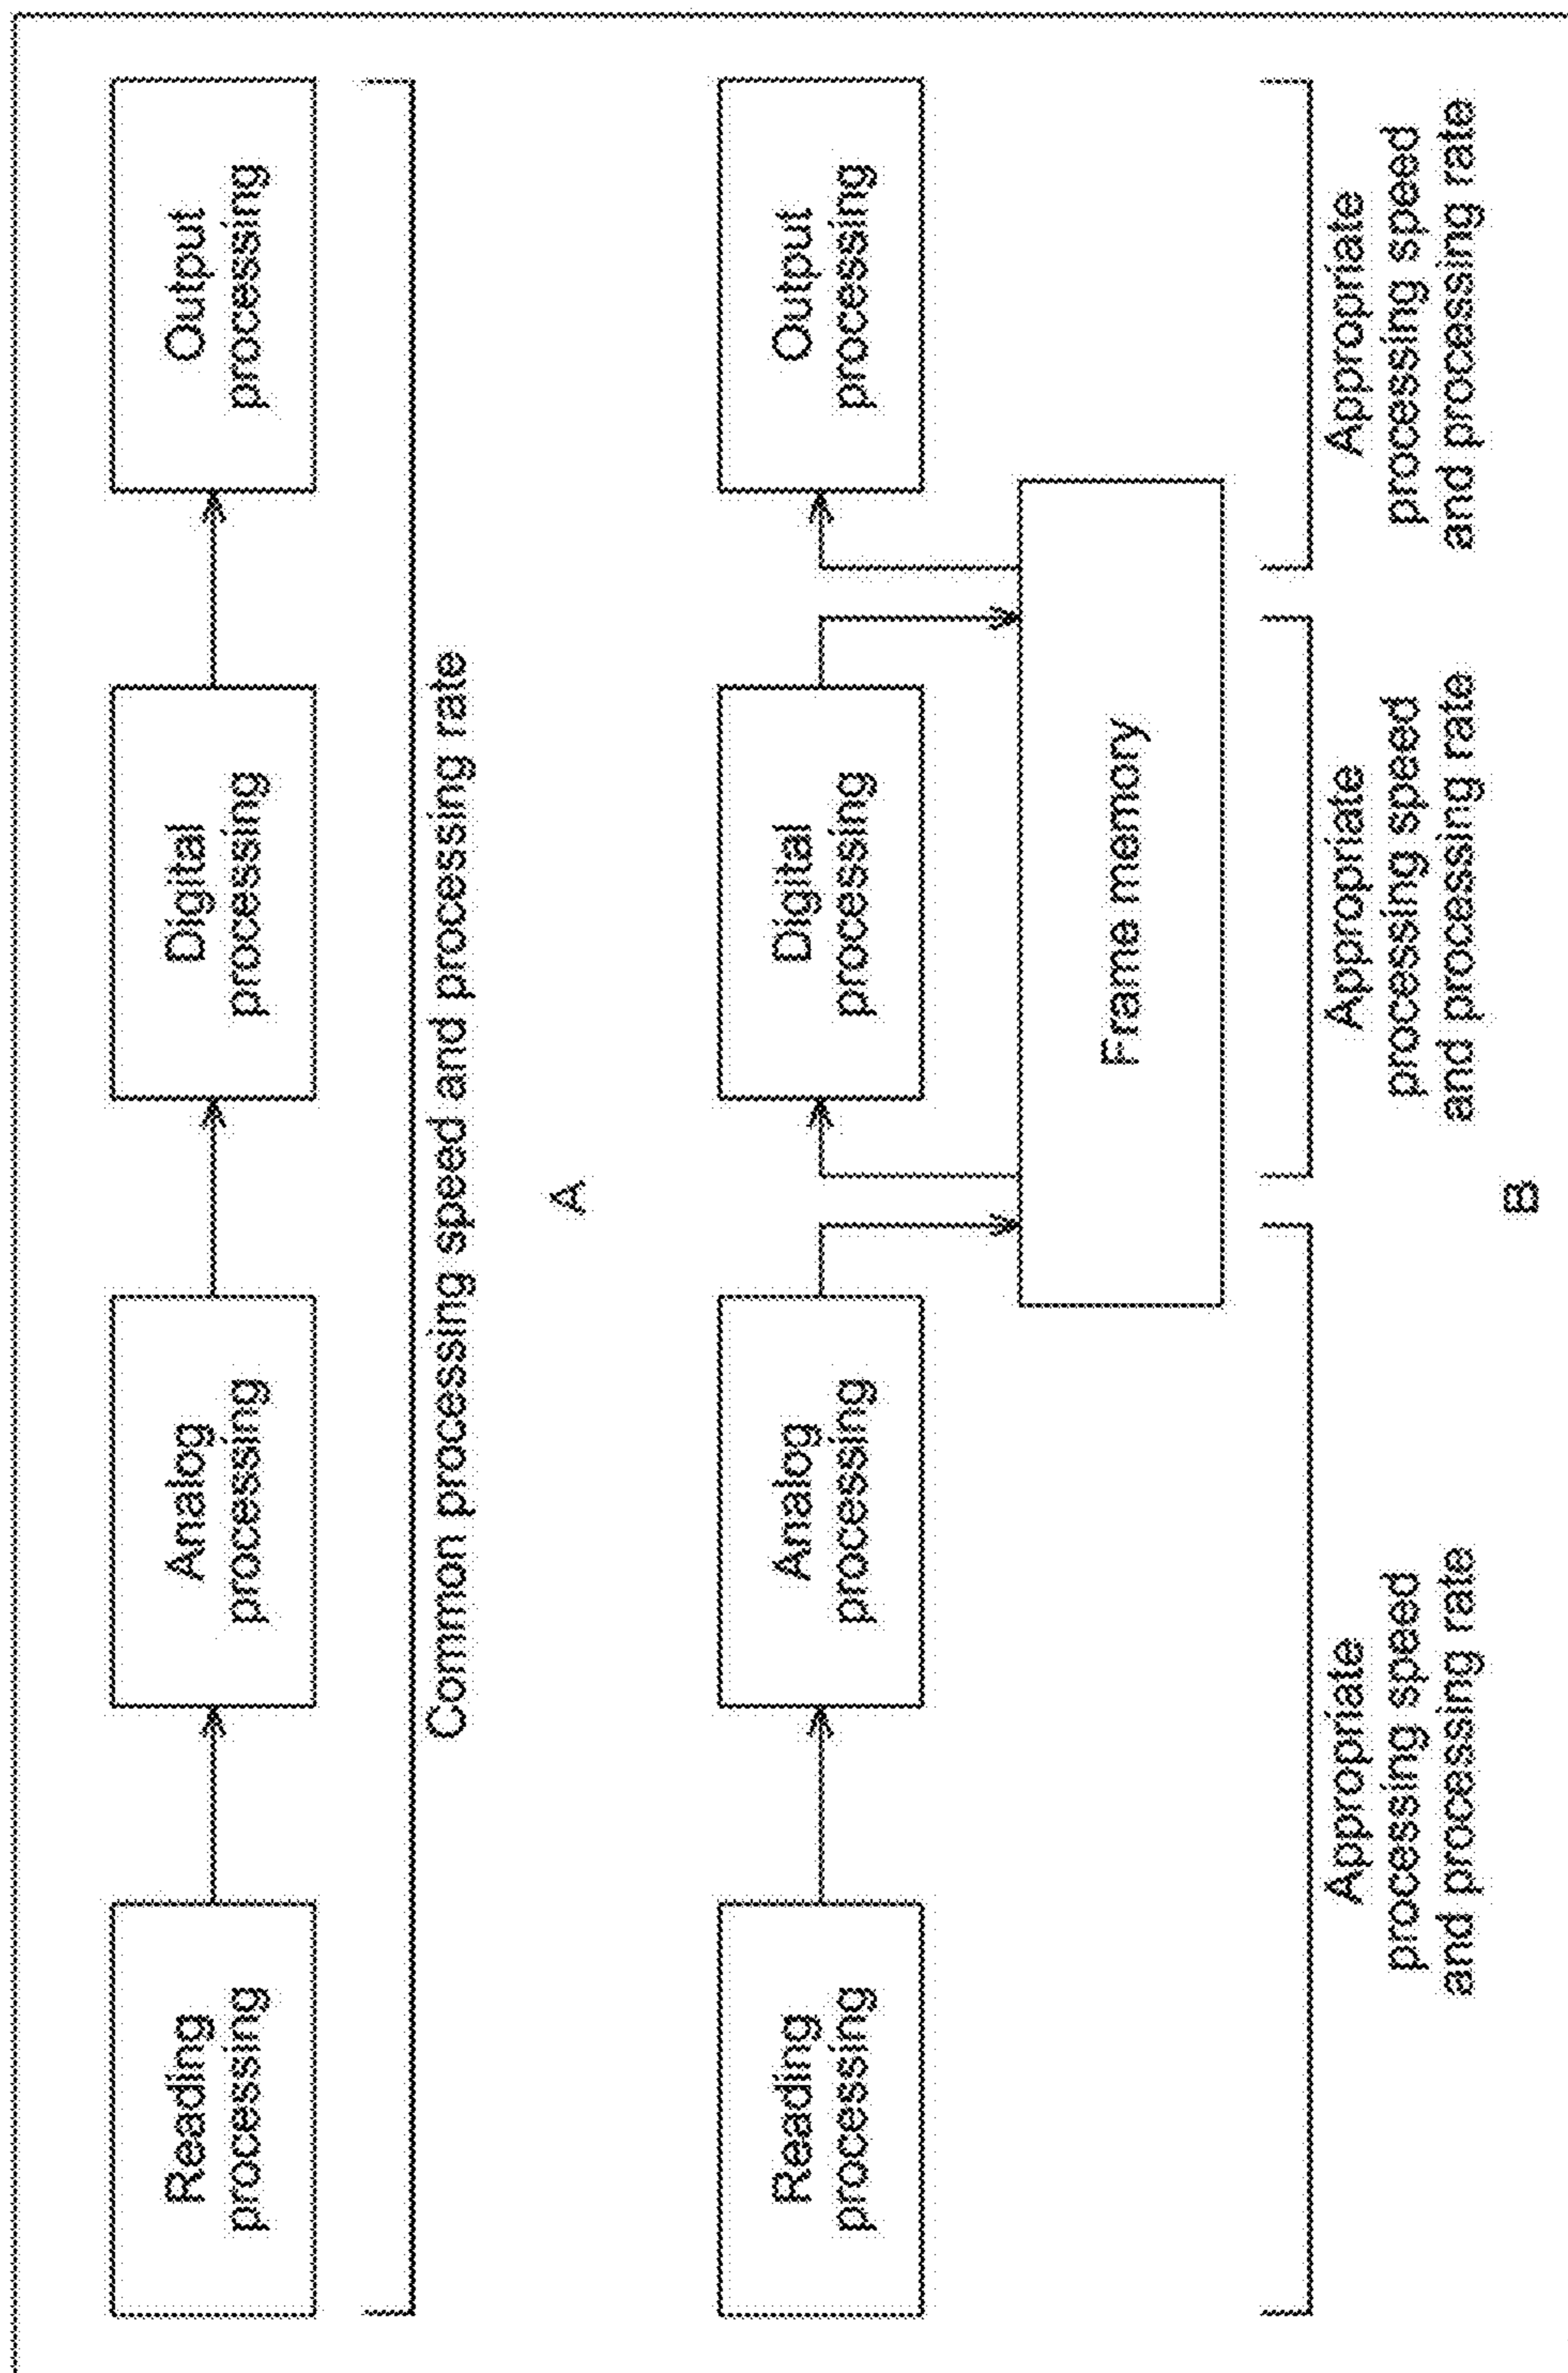 Reading
processing
Analog
processing
Digital
processing
Output
processing
Common processing speed and processing rate
A
Reading
processing
Analog
processing
Digital
processing
Output
processing
Frame memory
Appropriate
processing speed
and processing rate
Appropriate
processing speed
and processing rate
Appropriate
processing speed
and processing rate
B